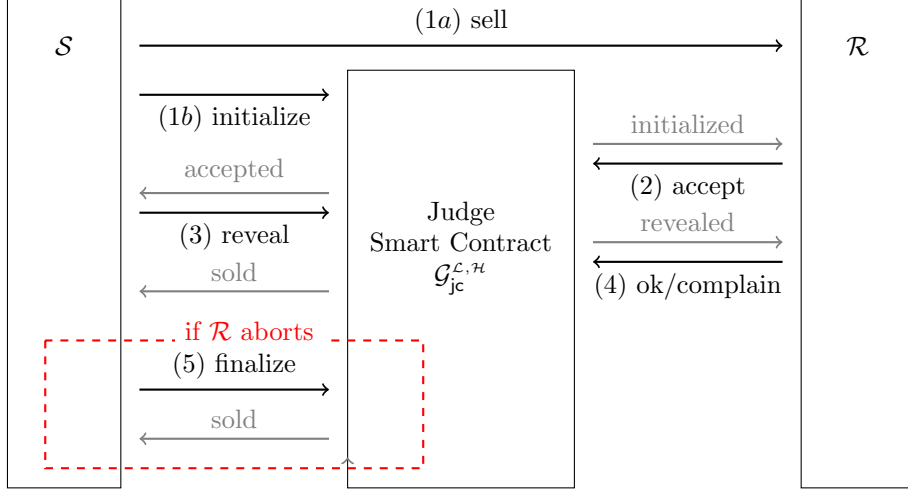 (1a) sell
𝒮
ℛ
(1b) initialize
initialized
accepted
(2) accept
Judge
Smart Contract
𝒢_jc^{ℒ,ℋ}
(3) reveal
revealed
sold
(4) ok/complain
if ℛ aborts
(5) finalize
sold